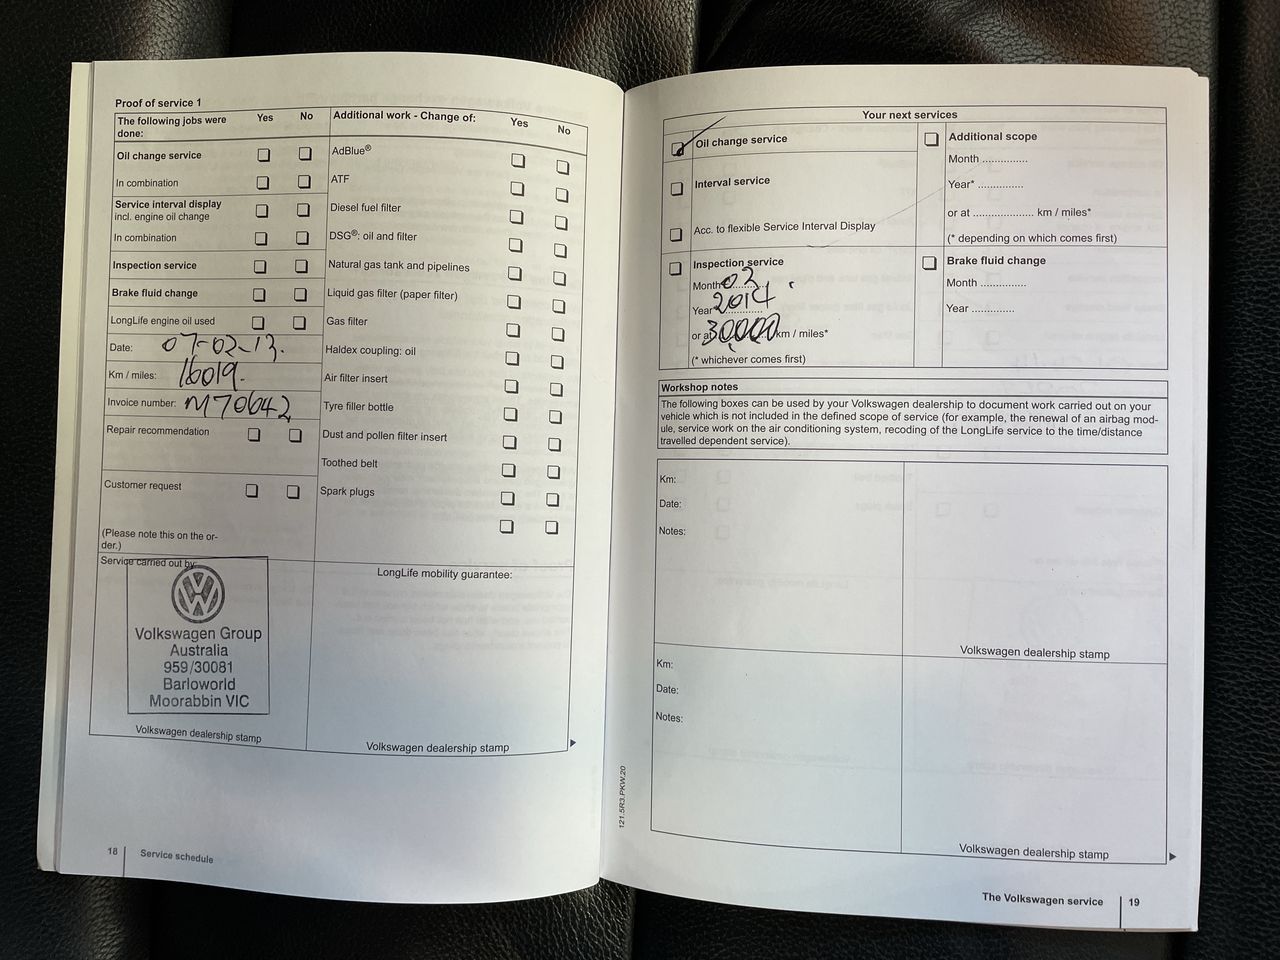 Proof of service 1
The following jobs were done: Yes No
Oil change service
In combination
Service interval display
incl. engine oil change
In combination
Inspection service
Brake fluid change
LongLife engine oil used
Date: 07-02-13.
Km / miles: 16019.
Invoice number: M70642
Repair recommendation
Customer request
(Please note this on the or-
der.)
Additional work - Change of: Yes No
AdBlue®
ATF
Diesel fuel filter
DSG®: oil and filter
Natural gas tank and pipelines
Liquid gas filter (paper filter)
Gas filter
Haldex coupling: oil
Air filter insert
Tyre filler bottle
Dust and pollen filter insert
Toothed belt
Spark plugs
Service carried out by:
Volkswagen Group
Australia
959/30081
Barloworld
Moorabbin VIC
Volkswagen dealership stamp
LongLife mobility guarantee:
Volkswagen dealership stamp
18 Service schedule
Your next services
Oil change service
Interval service
Acc. to flexible Service Interval Display
Inspection service
Month 02
Year 2014
or at 30,000 km / miles*
(* whichever comes first)
Additional scope
Month ...............
Year* ...............
or at .................... km / miles*
(* depending on which comes first)
Brake fluid change
Month ...............
Year ..............
Workshop notes
The following boxes can be used by your Volkswagen dealership to document work carried out on your
vehicle which is not included in the defined scope of service (for example, the renewal of an airbag mod-
ule, service work on the air conditioning system, recoding of the LongLife service to the time/distance
travelled dependent service).
Km:
Date:
Notes:
Volkswagen dealership stamp
Km:
Date:
Notes:
Volkswagen dealership stamp
121.5R3.PKW.20
The Volkswagen service 19